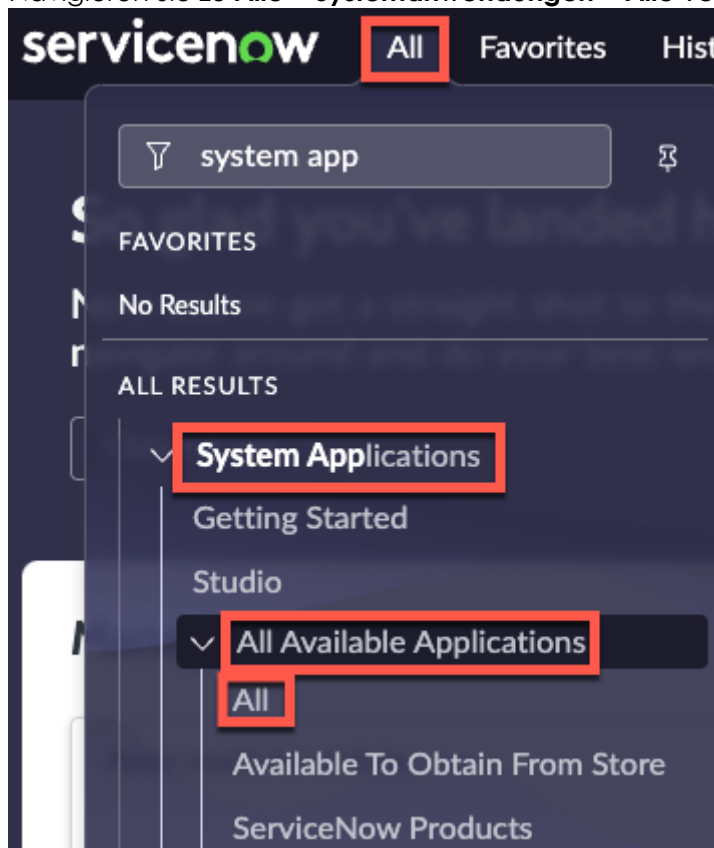 servicenow All Favorites Hist
system app
FAVORITES
No Results
ALL RESULTS
System Applications
Getting Started
Studio
All Available Applications
All
Available To Obtain From Store
ServiceNow Products